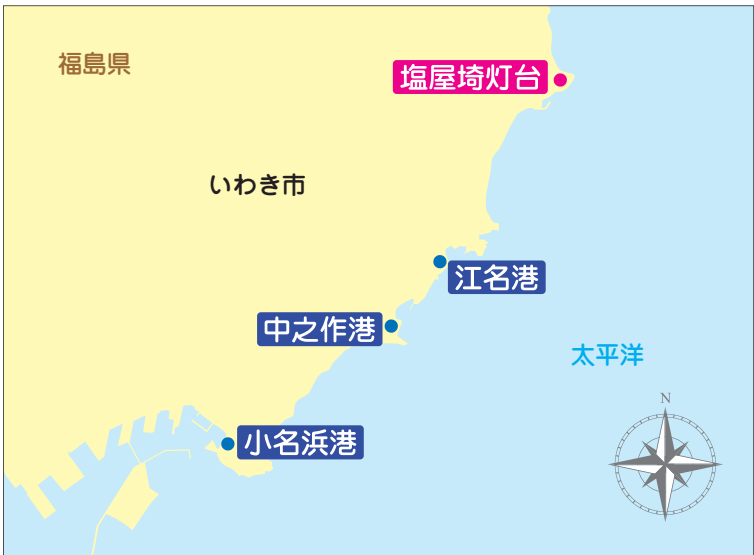 福島県
塩屋埼灯台
いわき市
江名港
中之作港
太平洋
N
小名浜港